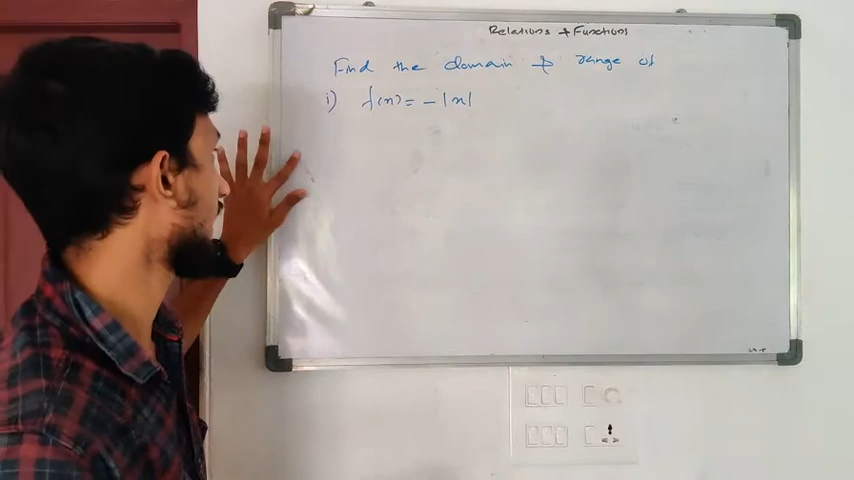 Relations & Functions
Find the domain & range of
i) f(x) = -|x|